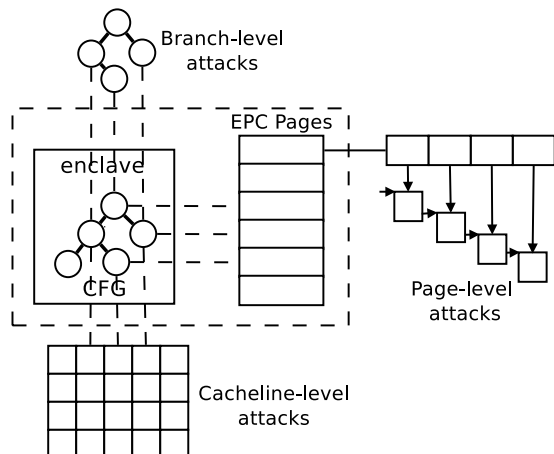 Branch-level
attacks
EPC Pages
enclave
CFG
Page-level
attacks
Cacheline-level
attacks